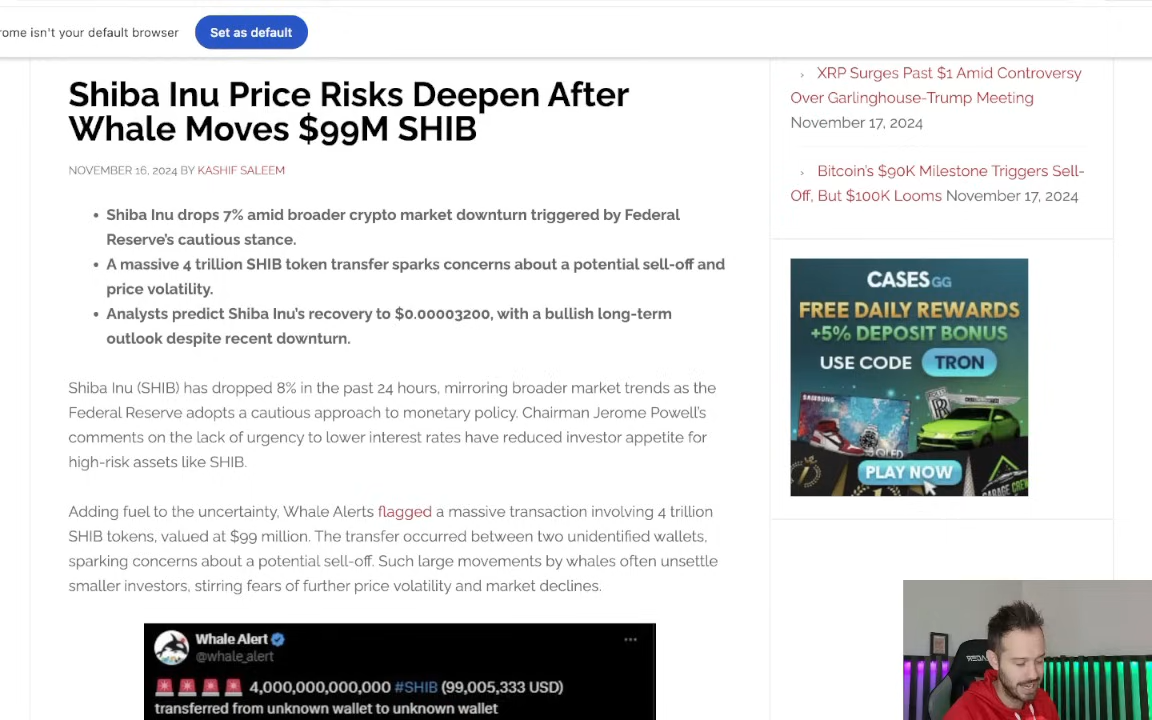 rome isn't your default browser
Set as default
Shiba Inu Price Risks Deepen After
Whale Moves $99M SHIB
NOVEMBER 16, 2024 BY KASHIF SALEEM
• Shiba Inu drops 7% amid broader crypto market downturn triggered by Federal
Reserve's cautious stance.
• A massive 4 trillion SHIB token transfer sparks concerns about a potential sell-off and
price volatility.
• Analysts predict Shiba Inu's recovery to $0.00003200, with a bullish long-term
outlook despite recent downturn.
Shiba Inu (SHIB) has dropped 8% in the past 24 hours, mirroring broader market trends as the
Federal Reserve adopts a cautious approach to monetary policy. Chairman Jerome Powell's
comments on the lack of urgency to lower interest rates have reduced investor appetite for
high-risk assets like SHIB.
Adding fuel to the uncertainty, Whale Alerts flagged a massive transaction involving 4 trillion
SHIB tokens, valued at $99 million. The transfer occurred between two unidentified wallets,
sparking concerns about a potential sell-off. Such large movements by whales often unsettle
smaller investors, stirring fears of further price volatility and market declines.
Whale Alert
@whale_alert
4,000,000,000,000 #SHIB (99,005,333 USD)
transferred from unknown wallet to unknown wallet
› XRP Surges Past $1 Amid Controversy
Over Garlinghouse-Trump Meeting
November 17, 2024
› Bitcoin's $90K Milestone Triggers Sell-
Off, But $100K Looms November 17, 2024
CASES GG
FREE DAILY REWARDS
+5% DEPOSIT BONUS
USE CODE TRON
SAMSUNG
QLED
PLAY NOW
GARAGE CREW